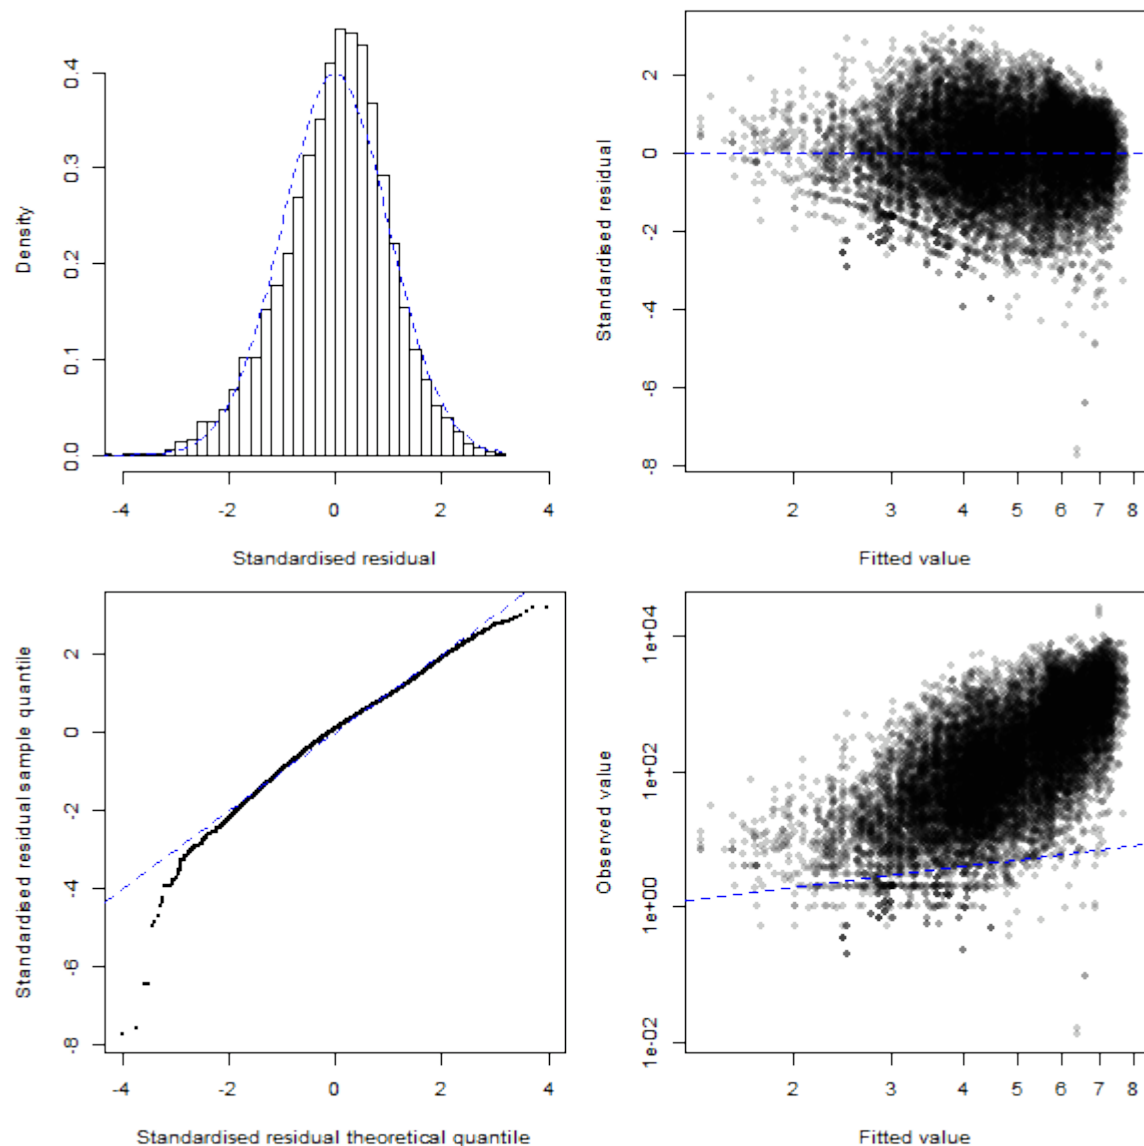 Density
0.0
0.1
0.2
0.3
0.4
-4 -2 0 2 4
Standardised residual
Standardised residual
-8
-6
-4
-2
0
2
2 3 4 5 6 7 8
Fitted value
Standardised residual sample quantile
-8
-6
-4
-2
0
2
-4 -2 0 2 4
Standardised residual theoretical quantile
Observed value
1e-02
1e+00
1e+02
1e+04
2 3 4 5 6 7 8
Fitted value